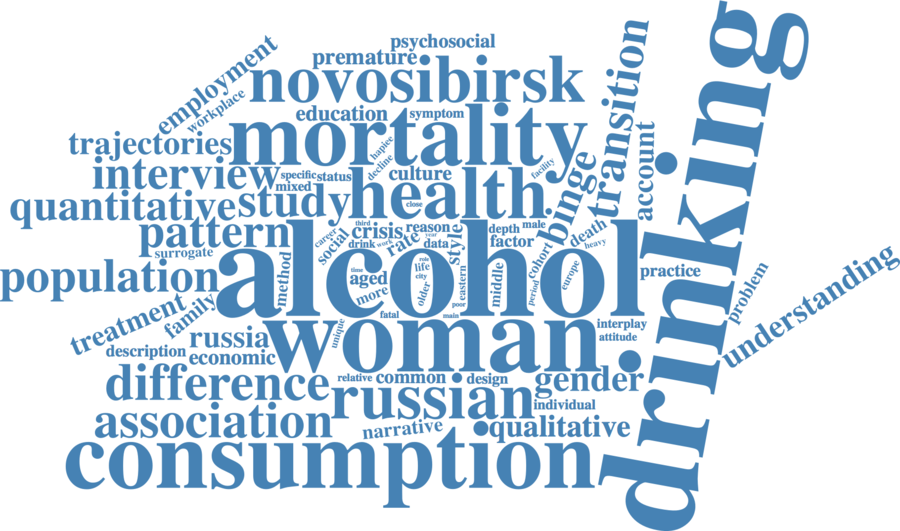 psychosocial
premature
employment
workplace
novosibirsk
transition
drinking
education
symptom
mortality
trajectories
hapiee
decline
facility
account
interview
specific
status
mixed
culture
binge
quantitative
study
health
close
pattern
surrogate
career
social
third
crisis
reason
year
drink
work
rate
data
style
depth
male
factor
death
heavy
cohort
alcohol
population
method
time
aged
more
role
life
city
older
eastern
poor
middle
period
europe
practice
problem
understanding
treatment
family
fatal
main
unique
interplay
attitude
description
russia
economic
woman
difference
relative
common
design
gender
russian
individual
association
narrative
qualitative
consumption